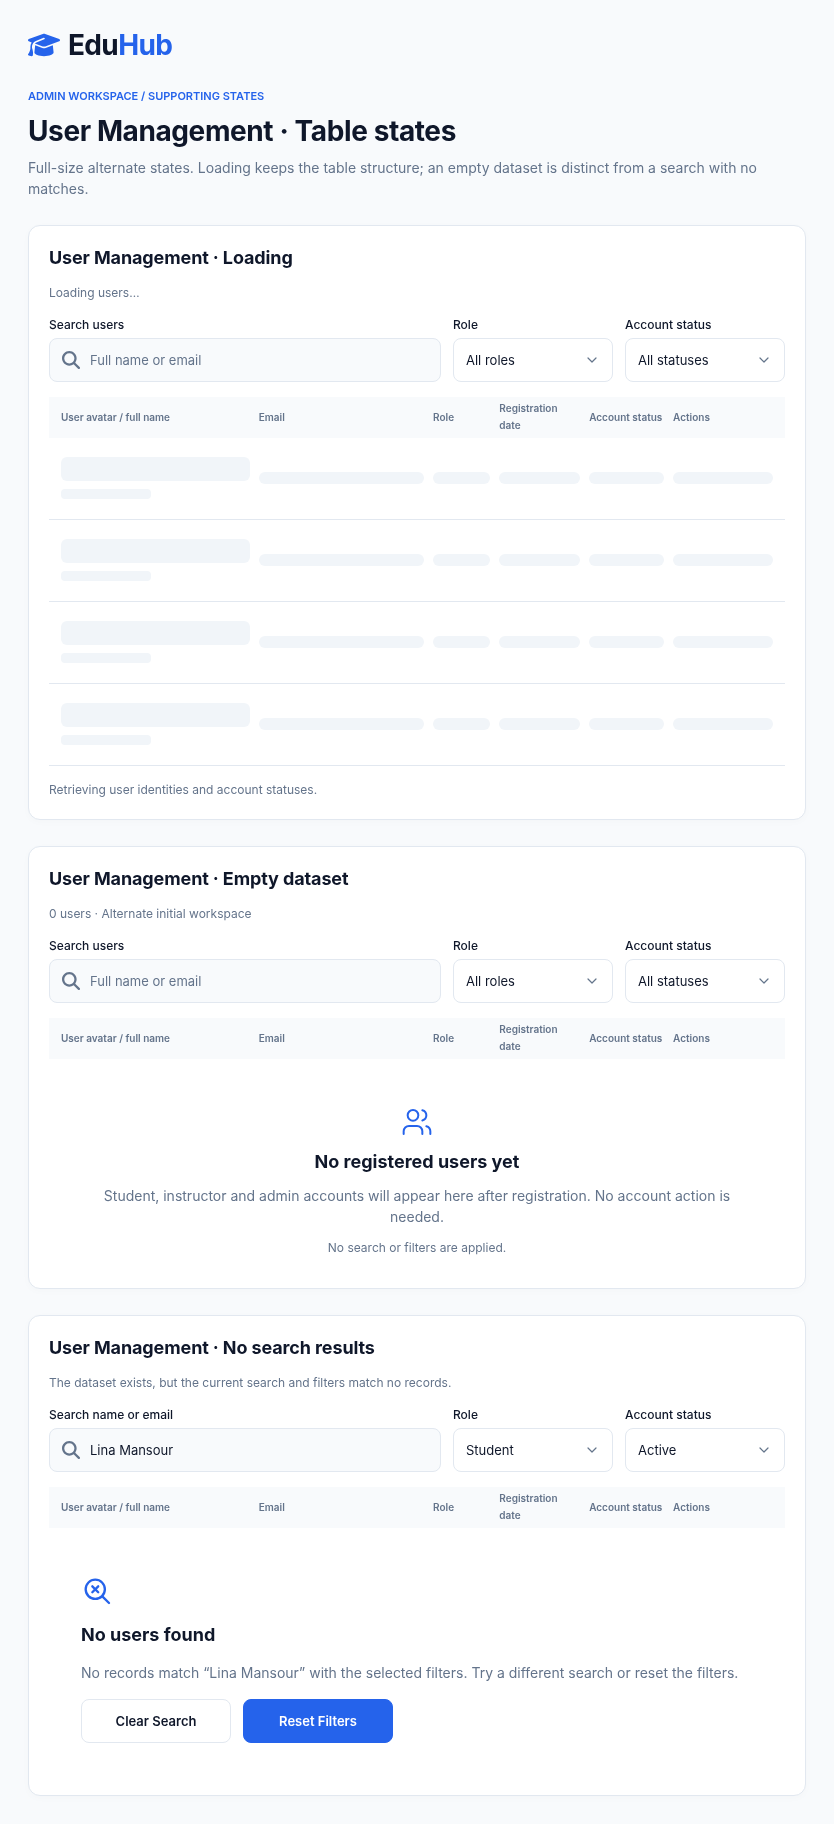 EduHub
ADMIN WORKSPACE / SUPPORTING STATES
User Management · Table states
Full-size alternate states. Loading keeps the table structure; an empty dataset is distinct from a search with no
matches.
User Management · Loading
Loading users...
Search users
Role
Account status
Full name or email
All roles
All statuses
User avatar / full name
Email
Role
Registration
date
Account status
Actions
Retrieving user identities and account statuses.
User Management · Empty dataset
0 users · Alternate initial workspace
Search users
Role
Account status
Full name or email
All roles
All statuses
User avatar / full name
Email
Role
Registration
date
Account status
Actions
No registered users yet
Student, instructor and admin accounts will appear here after registration. No account action is
needed.
No search or filters are applied.
User Management · No search results
The dataset exists, but the current search and filters match no records.
Search name or email
Role
Account status
Lina Mansour
Student
Active
User avatar / full name
Email
Role
Registration
date
Account status
Actions
No users found
No records match “Lina Mansour” with the selected filters. Try a different search or reset the filters.
Clear Search
Reset Filters